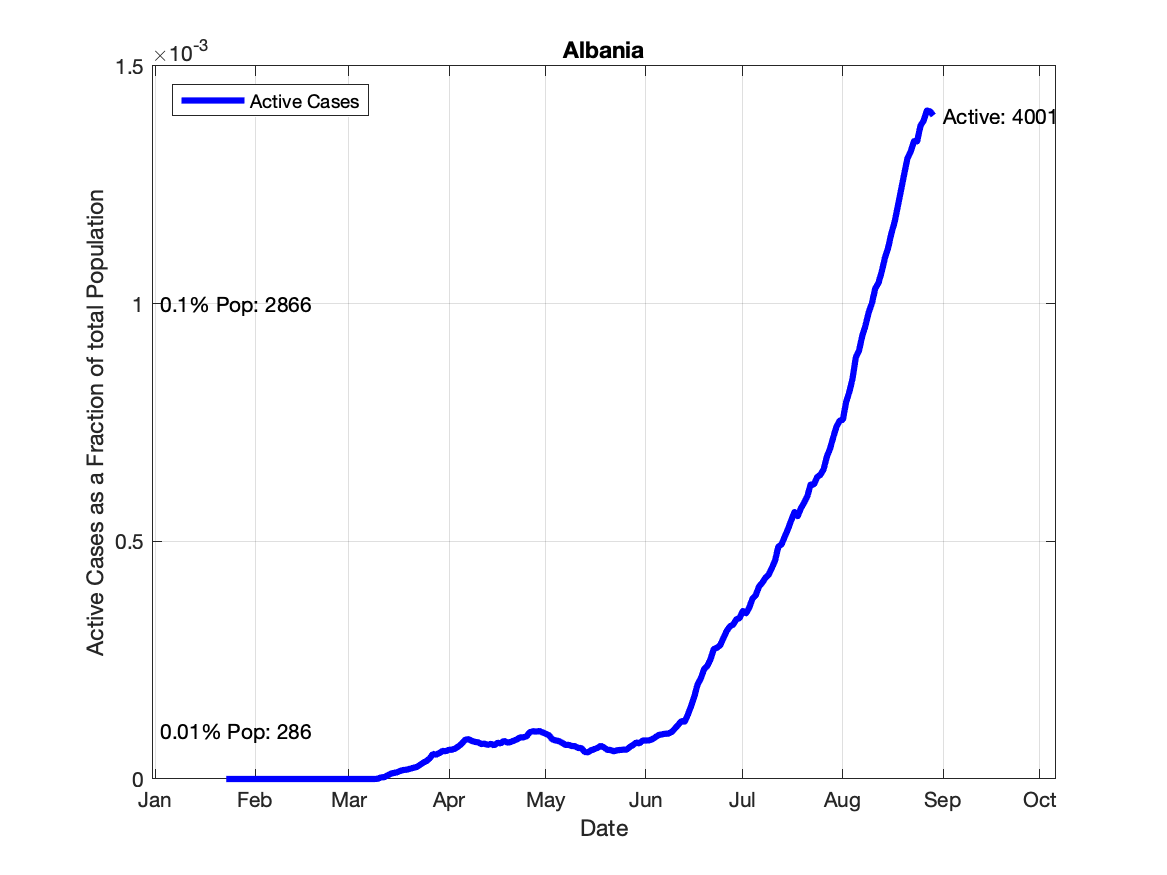 Albania
×10-3
1.5
Active Cases
Active: 4001
1
0.1% Pop: 2866
0.5
0.01% Pop: 286
0
Active Cases as a Fraction of total Population
Jan Feb Mar Apr May Jun Jul Aug Sep Oct
Date